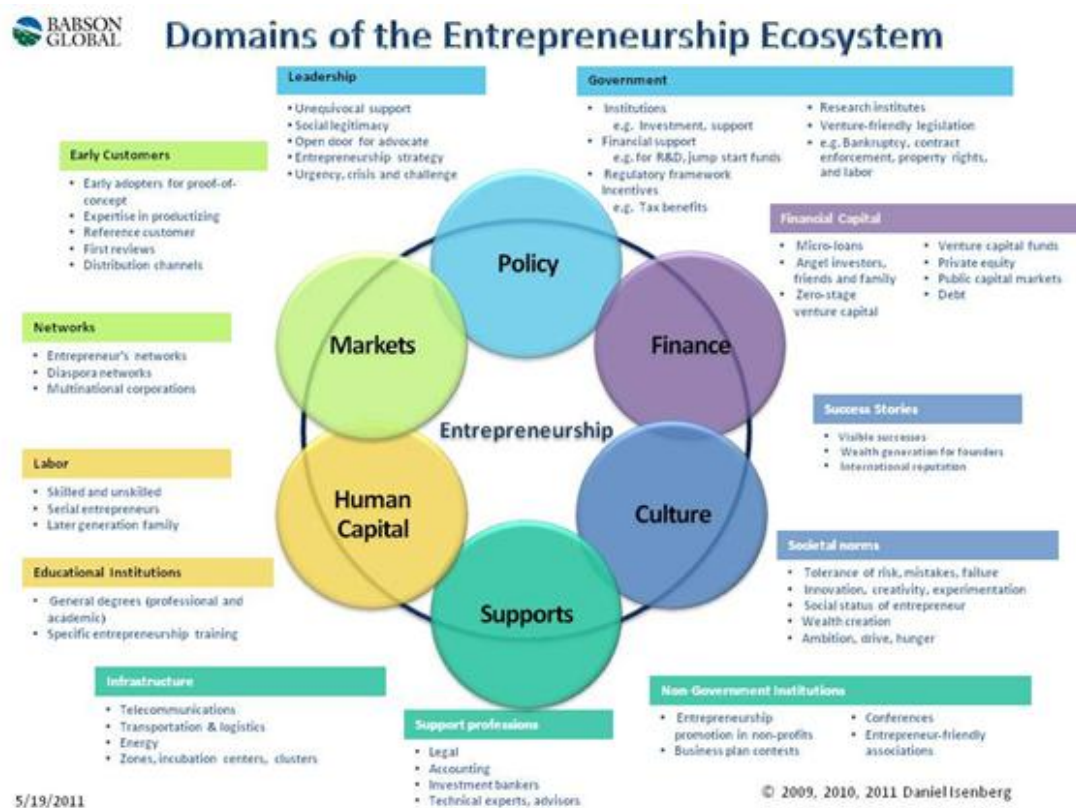 BABSON
GLOBAL
Domains of the Entrepreneurship Ecosystem
Leadership
• Unequivocal support
• Social legitimacy
• Open door for advocate
• Entrepreneurship strategy
• Urgency, crisis and challenge
Government
• Institutions
e.g. Investment, support
• Financial support
e.g. for R&D, jump start funds
• Regulatory framework
Incentives
e.g. Tax benefits
• Research institutes
• Venture-friendly legislation
• e.g. Bankruptcy, contract
enforcement, property rights,
and labor
Early Customers
• Early adopters for proof-of-
concept
• Expertise in productizing
• Reference customer
• First reviews
• Distribution channels
Financial Capital
• Micro-loans
• Angel investors,
friends and family
• Zero-stage
venture capital
• Venture capital funds
• Private equity
• Public capital markets
• Debt
Networks
• Entrepreneur's networks
• Diaspora networks
• Multinational corporations
Policy
Markets
Finance
Entrepreneurship
Human
Capital
Culture
Supports
Success Stories
• Visible successes
• Wealth generation for founders
• International reputation
Labor
• Skilled and unskilled
• Serial entrepreneurs
• Later generation family
Societal norms
• Tolerance of risk, mistakes, failure
• Innovation, creativity, experimentation
• Social status of entrepreneur
• Wealth creation
• Ambition, drive, hunger
Educational Institutions
• General degrees (professional and
academic)
• Specific entrepreneurship training
Infrastructure
• Telecommunications
• Transportation & logistics
• Energy
• Zones, incubation centers, clusters
Support professions
• Legal
• Accounting
• Investment bankers
• Technical experts, advisors
Non-Government Institutions
• Entrepreneurship
promotion in non-profits
• Business plan contests
• Conferences
• Entrepreneur-friendly
associations
5/19/2011
© 2009, 2010, 2011 Daniel Isenberg